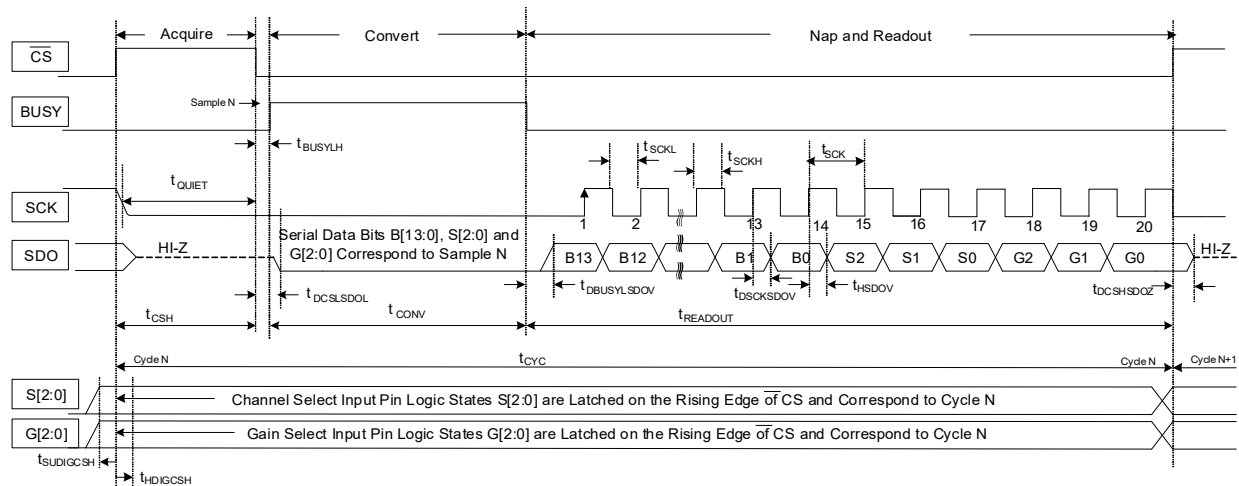 Acquire Convert Nap and Readout
CS
Sample N
BUSY
tBUSYLH
tSCKL tSCKH tSCK
tQUIET
SCK
1 2 13 14 15 16 17 18 19 20
Serial Data Bits B[13:0], S[2:0] and
G[2:0] Correspond to Sample N
SDO HI-Z B13 B12 B1 B0 S2 S1 S0 G2 G1 G0 HI-Z
tDCSLSDOL tDBUSYLSDOV tDSCKSDOV tHSDOV tDCSHSDOZ
tCSH tCONV tREADOUT
Cycle N tCYC Cycle N Cycle N+1
S[2:0] Channel Select Input Pin Logic States S[2:0] are Latched on the Rising Edge of CS and Correspond to Cycle N
G[2:0] Gain Select Input Pin Logic States G[2:0] are Latched on the Rising Edge of CS and Correspond to Cycle N
tSUDIGCSH
tHDIGCSH